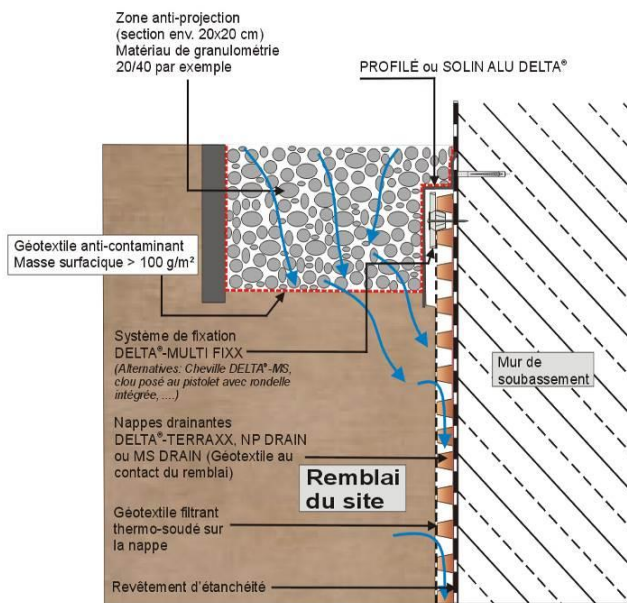 Zone anti-projection
(section env. 20x20 cm)
Matériau de granulométrie
20/40 par exemple
PROFILÉ ou SOLIN ALU DELTA®
Géotextile anti-contaminant
Masse surfacique > 100 g/m²
Système de fixation
DELTA®-MULTI FIXX
(Alternatives: Cheville DELTA®-MS,
clou posé au pistolet avec rondelle
intégrée, ....)
Mur de
soubassement
Nappes drainantes
DELTA®-TERRAXX, NP DRAIN
ou MS DRAIN (Géotextile au
contact du remblai)
Remblai
du site
Géotextile filtrant
thermo-soudé sur
la nappe
Revêtement d'étanchéité